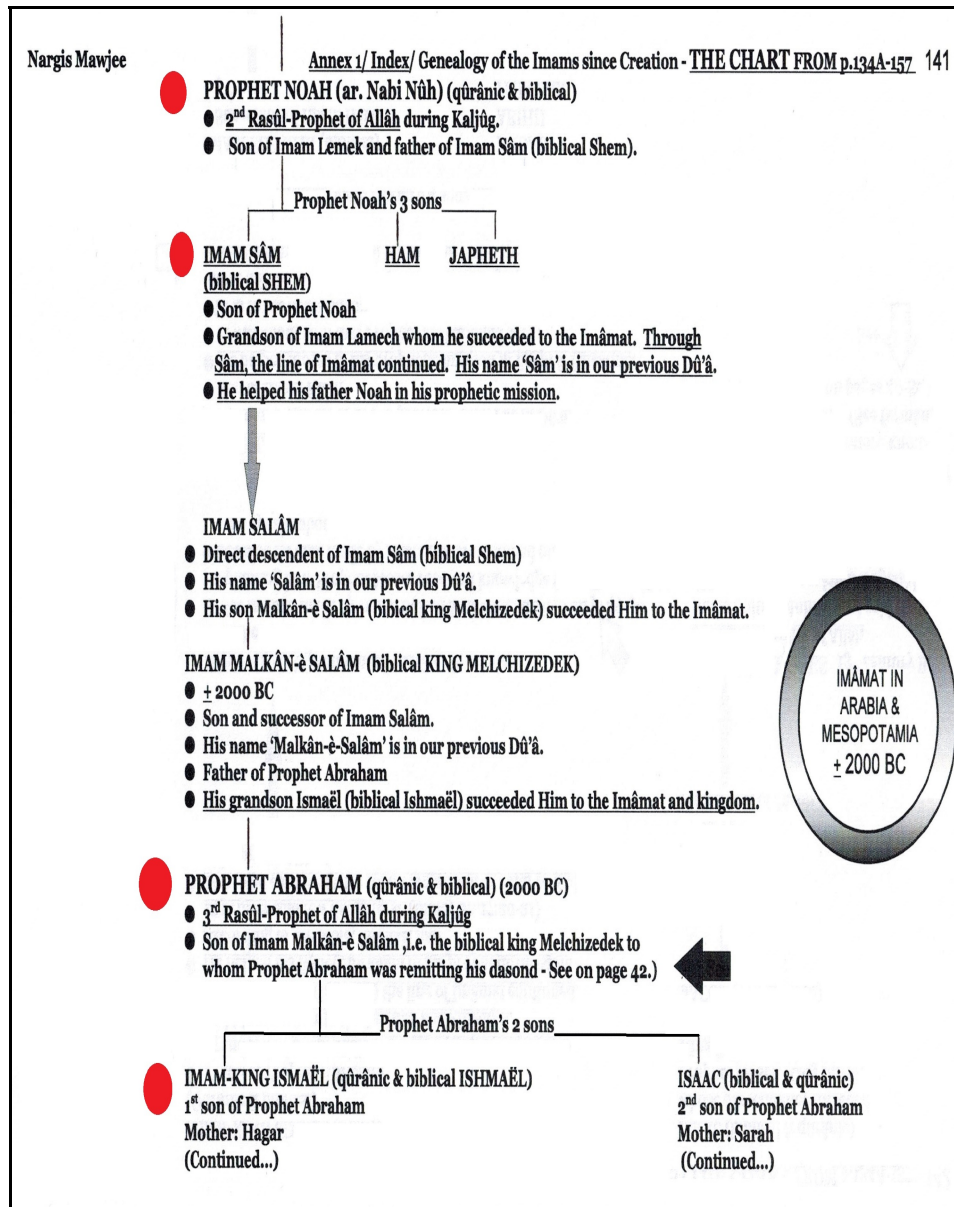 Nargis Mawjee
Annex 1/ Index/ Genealogy of the Imams since Creation - THE CHART FROM p.134A-157 141
PROPHET NOAH (ar. Nabi Nûh) (qûrânic & biblical)
● 2nd Rasûl-Prophet of Allâh during Kaljûg.
● Son of Imam Lemek and father of Imam Sâm (biblical Shem).
Prophet Noah's 3 sons
IMAM SÂM HAM JAPHETH
(biblical SHEM)
● Son of Prophet Noah
● Grandson of Imam Lamech whom he succeeded to the Imâmat. Through
Sâm, the line of Imâmat continued. His name 'Sâm' is in our previous Dû'â.
● He helped his father Noah in his prophetic mission.
IMAM SALÂM
● Direct descendent of Imam Sâm (biblical Shem)
● His name 'Salâm' is in our previous Dû'â.
● His son Malkân-è Salâm (bibical king Melchizedek) succeeded Him to the Imâmat.
IMAM MALKÂN-è SALÂM (biblical KING MELCHIZEDEK)
● ± 2000 BC
● Son and successor of Imam Salâm.
● His name 'Malkân-è-Salâm' is in our previous Dû'â.
● Father of Prophet Abraham
● His grandson Ismaël (biblical Ishmaël) succeeded Him to the Imâmat and kingdom.
IMÂMAT IN
ARABIA &
MESOPOTAMIA
± 2000 BC
PROPHET ABRAHAM (qûrânic & biblical) (2000 BC)
● 3rd Rasûl-Prophet of Allâh during Kaljûg
● Son of Imam Malkân-è Salâm ,i.e. the biblical king Melchizedek to
whom Prophet Abraham was remitting his dasond - See on page 42.)
Prophet Abraham's 2 sons
IMAM-KING ISMAËL (qûrânic & biblical ISHMAËL)
1st son of Prophet Abraham
Mother: Hagar
(Continued...)
ISAAC (biblical & qûrânic)
2nd son of Prophet Abraham
Mother: Sarah
(Continued...)